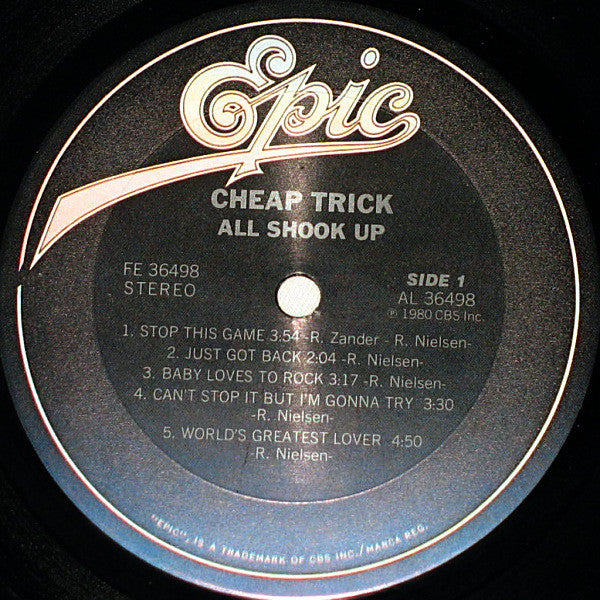 Epic
CHEAP TRICK
ALL SHOOK UP
FE 36498
STEREO
SIDE 1
AL 36498
℗ 1980 CBS Inc.
1. STOP THIS GAME 3:54 -R. Zander - R. Nielsen-
2. JUST GOT BACK 2:04 -R. Nielsen-
3. BABY LOVES TO ROCK 3:17 -R. Nielsen-
4. CAN'T STOP IT BUT I'M GONNA TRY 3:30
-R. Nielsen-
5. WORLD'S GREATEST LOVER 4:50
-R. Nielsen-
"EPIC", IS A TRADEMARK OF CBS INC./MARCA REG.